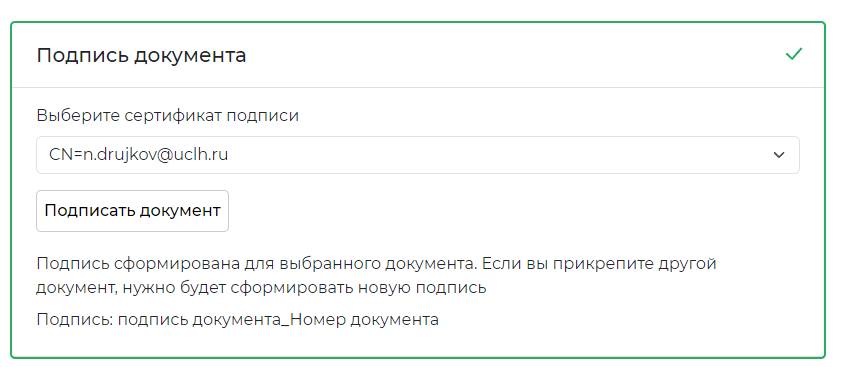 Подпись документа
Выберите сертификат подписи
CN=n.drujkov@uclh.ru
Подписать документ
Подпись сформирована для выбранного документа. Если вы прикрепите другой
документ, нужно будет сформировать новую подпись
Подпись: подпись документа_Номер документа